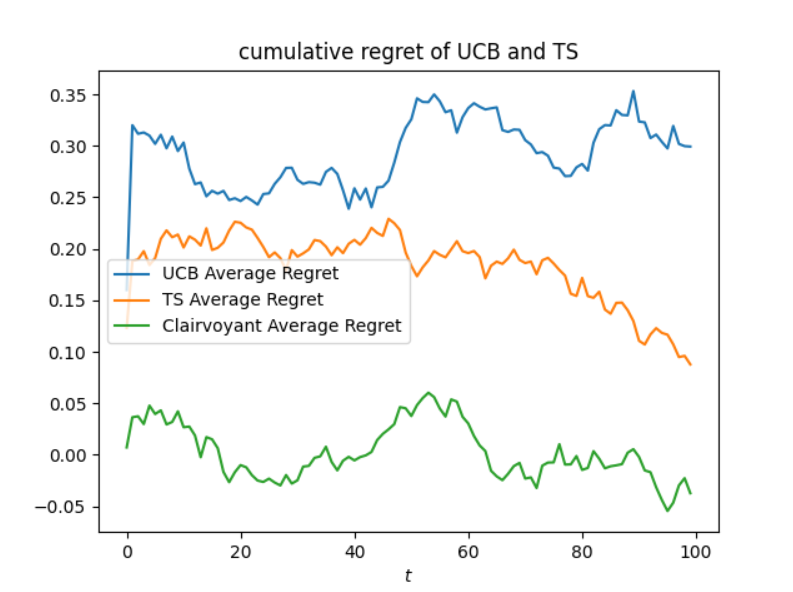 cumulative regret of UCB and TS
0.35
0.30
0.25
0.20
0.15
0.10
0.05
0.00
−0.05
UCB Average Regret
TS Average Regret
Clairvoyant Average Regret
0 20 40 60 80 100
t